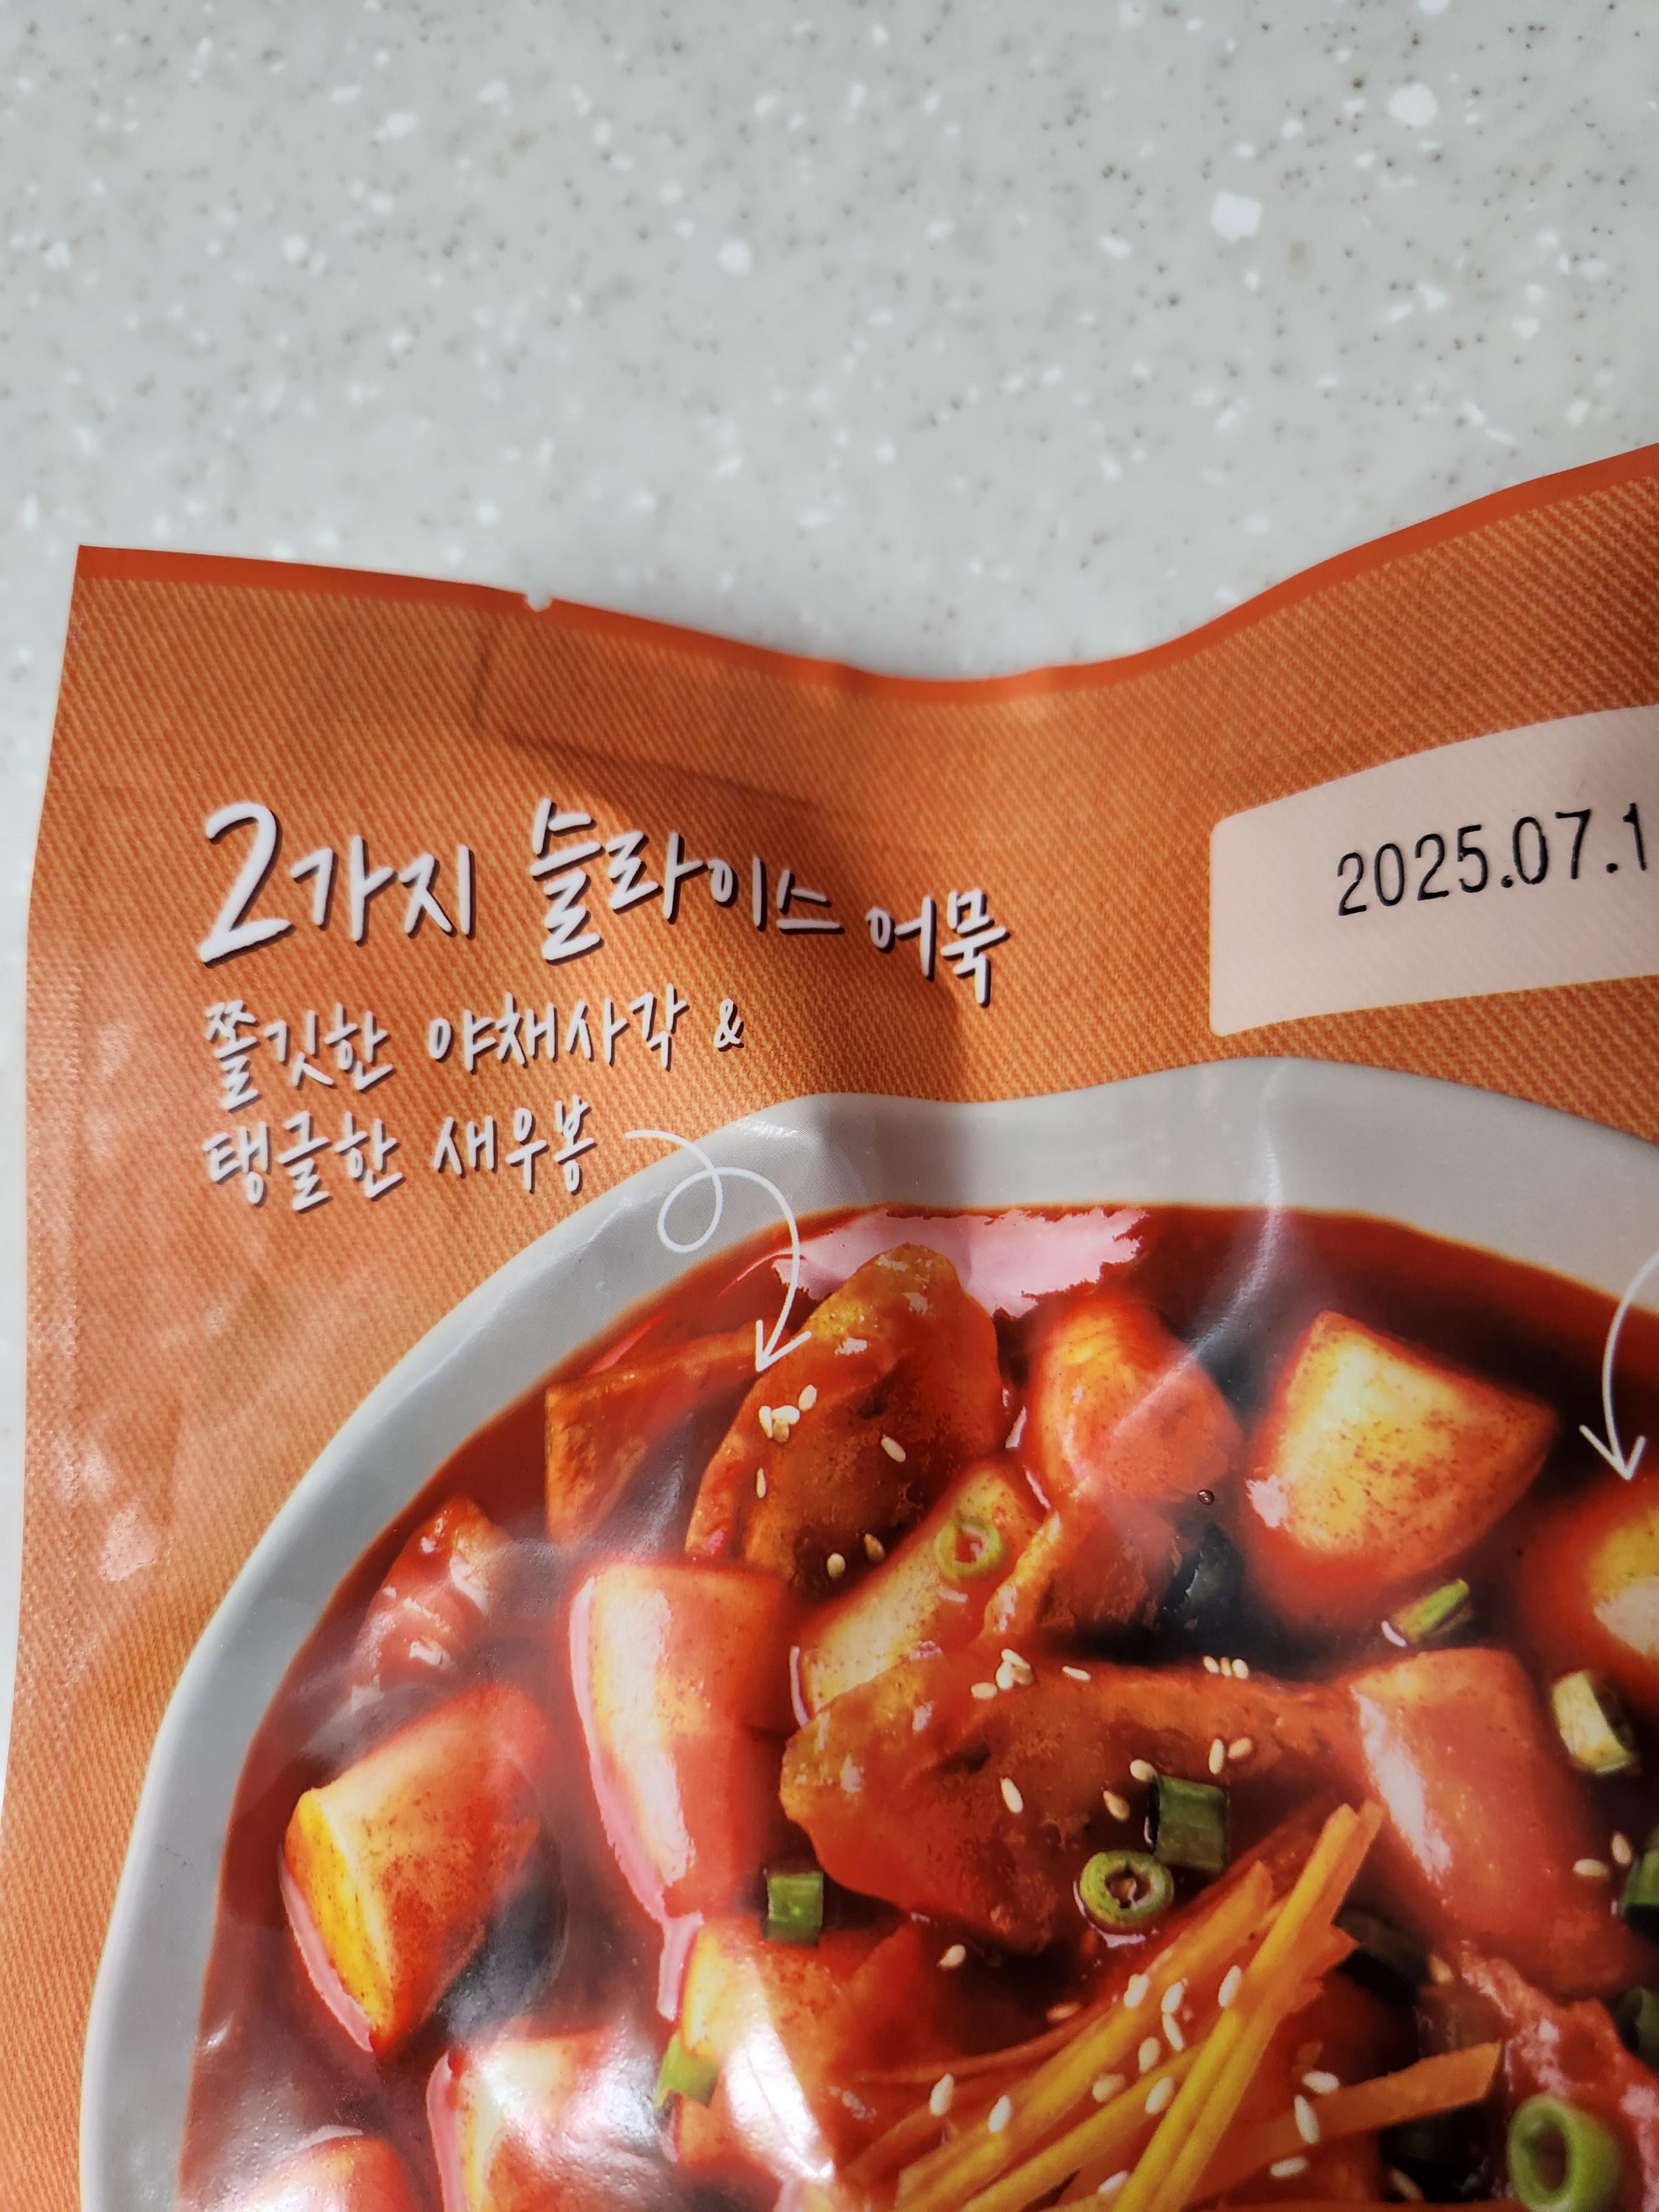 2가지 슬라이스 어묵
쫄깃한 야채사각 &
탱글한 새우봉
2025.07.1